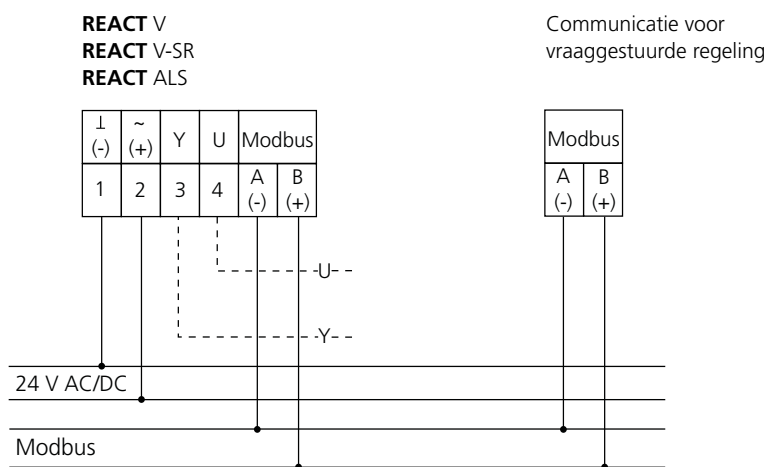 REACT V
REACT V-SR
REACT ALS
Communicatie voor
vraaggestuurde regeling
⊥ ~ Y U Modbus
(-) (+)
1 2 3 4 A B
(-) (+)
Modbus
A B
(-) (+)
U
Y
24 V AC/DC
Modbus